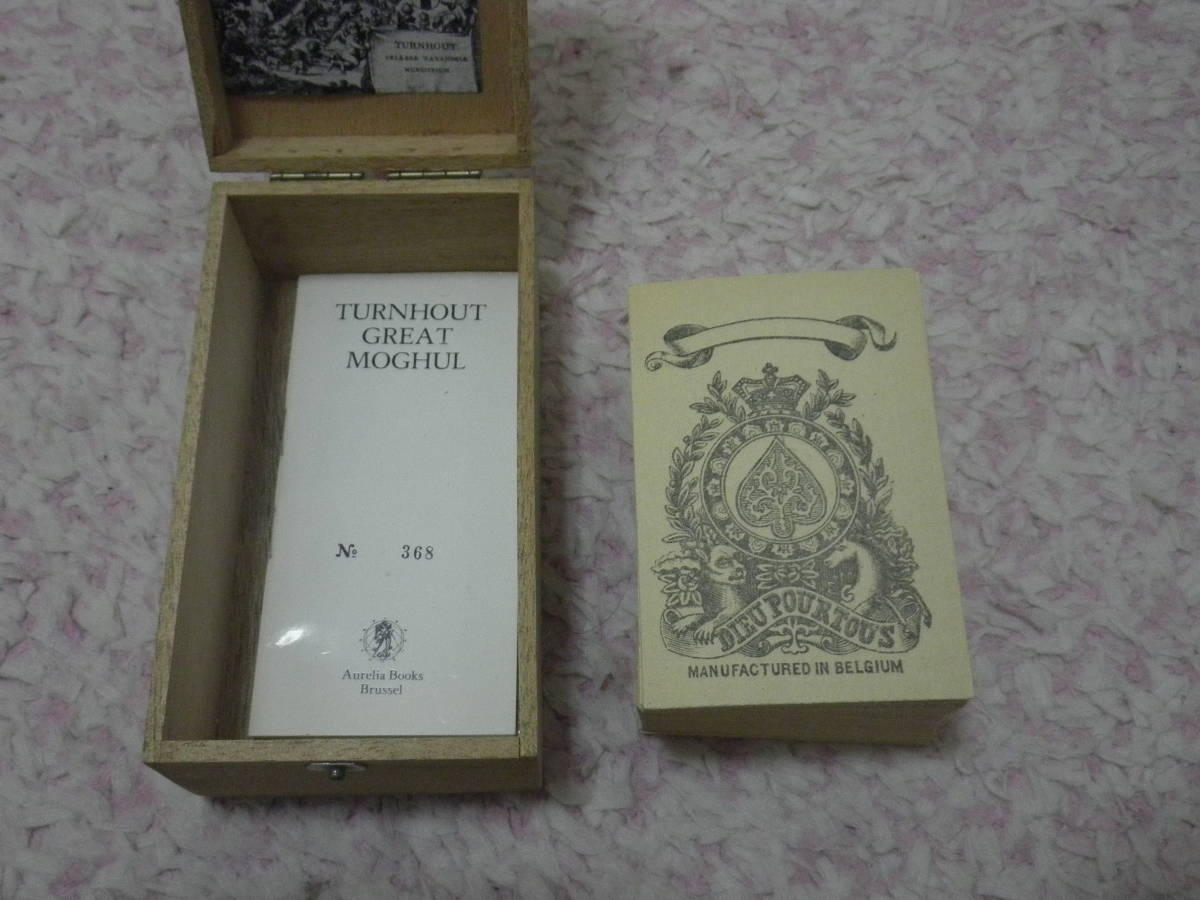 TURNHOUT
TURNHOUT
GREAT
MOGHUL
№ 368
Aurelia Books
Brussel
DIEU POUR TOUS
MANUFACTURED IN BELGIUM